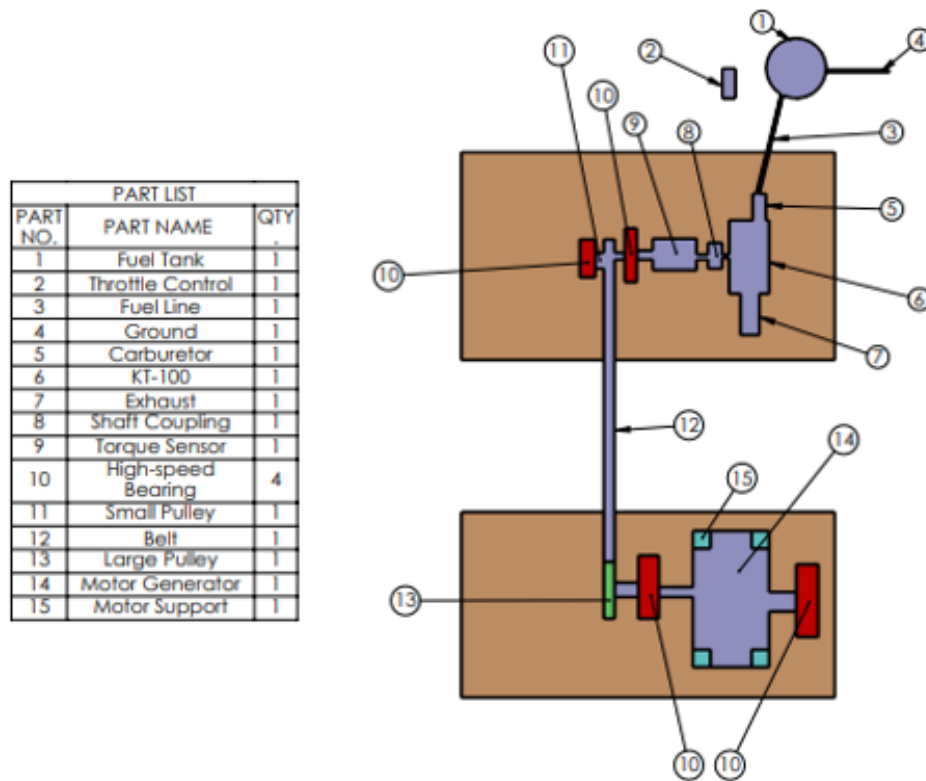 PART LIST
PART NO. PART NAME QTY.
1 Fuel Tank 1
2 Throttle Control 1
3 Fuel Line 1
4 Ground 1
5 Carburetor 1
6 KT-100 1
7 Exhaust 1
8 Shaft Coupling 1
9 Torque Sensor 1
10 High-speed Bearing 4
11 Small Pulley 1
12 Belt 1
13 Large Pulley 1
14 Motor Generator 1
15 Motor Support 1
1
4
11
2
10
9
8
3
5
10
6
7
12
14
15
13
10
10